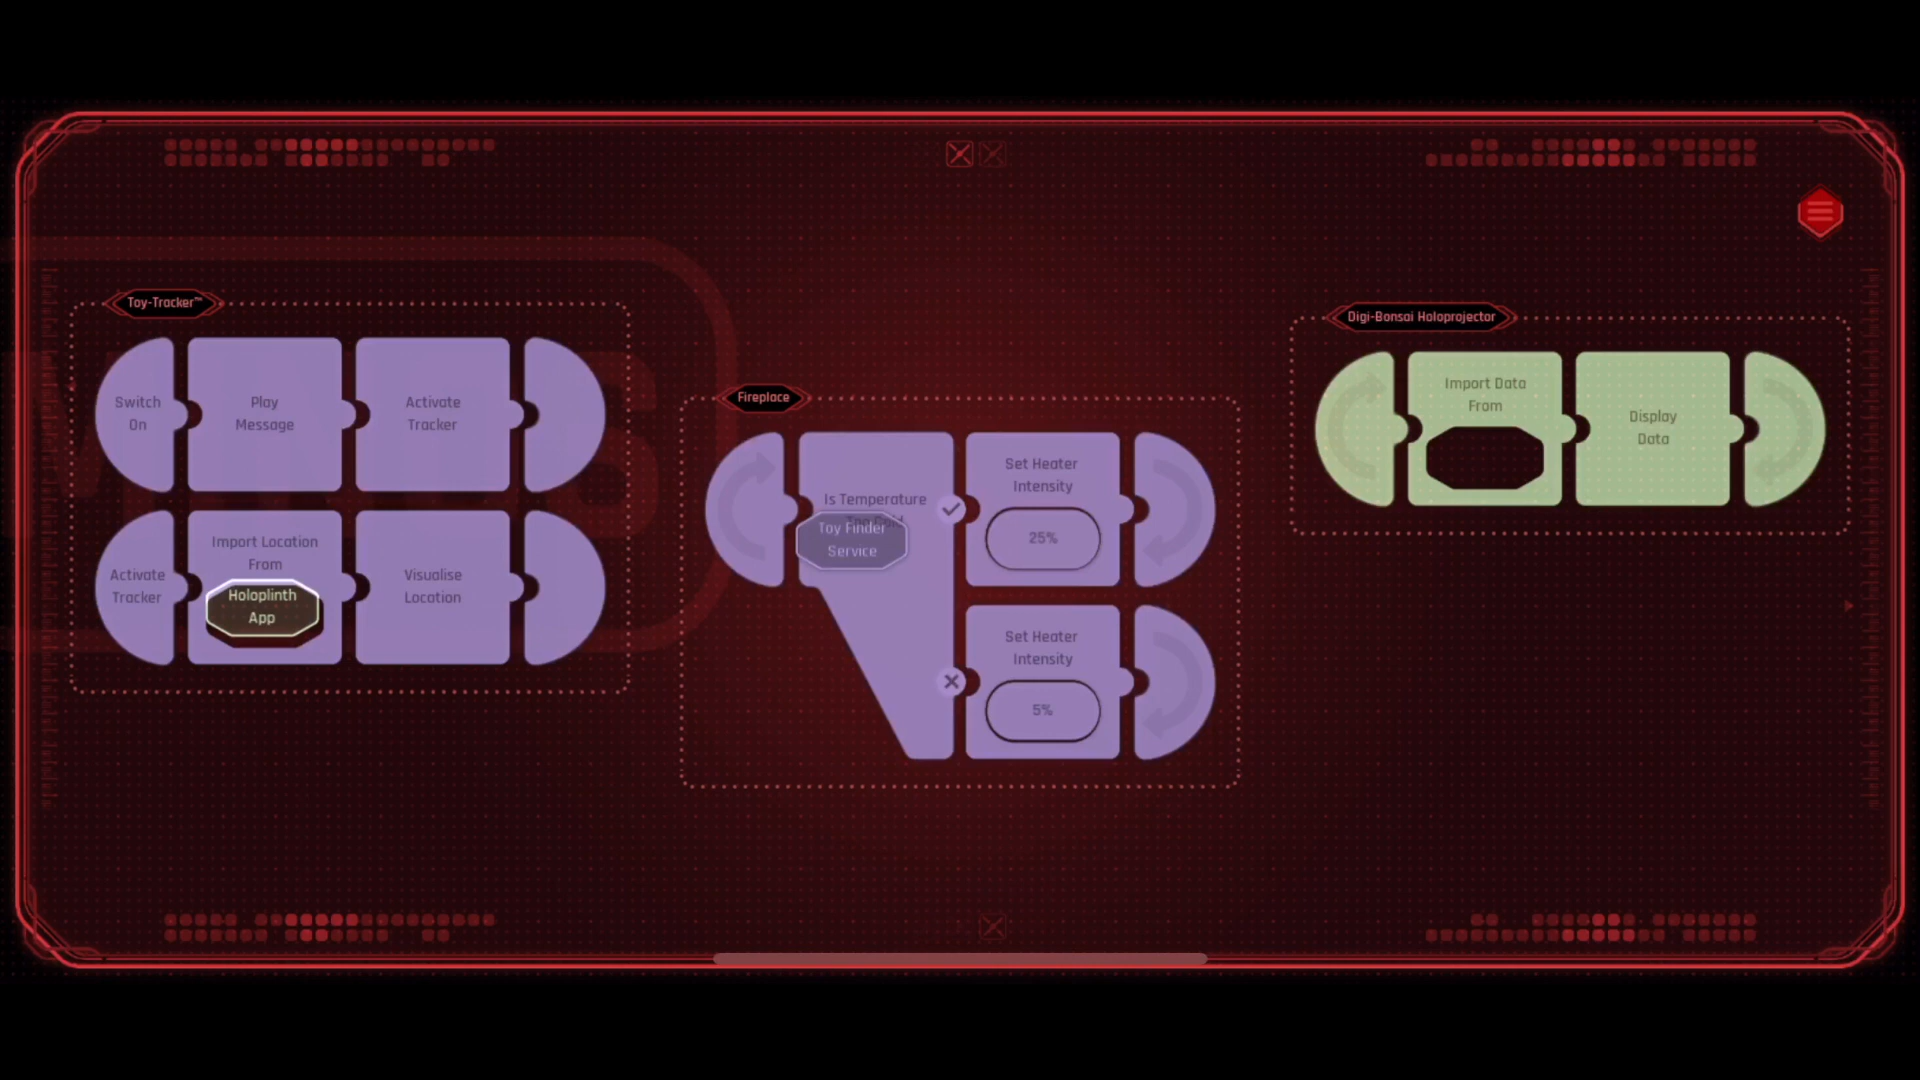 Toy-Tracker™
Switch
On
Play
Message
Activate
Tracker
Activate
Tracker
Import Location
From
Holoplinth
App
Visualise
Location
Fireplace
Is Temperature
Toy Finder
Service
Set Heater
Intensity
25%
Set Heater
Intensity
5%
Digi-Bonsai Holoprojector
Import Data
From
Display
Data